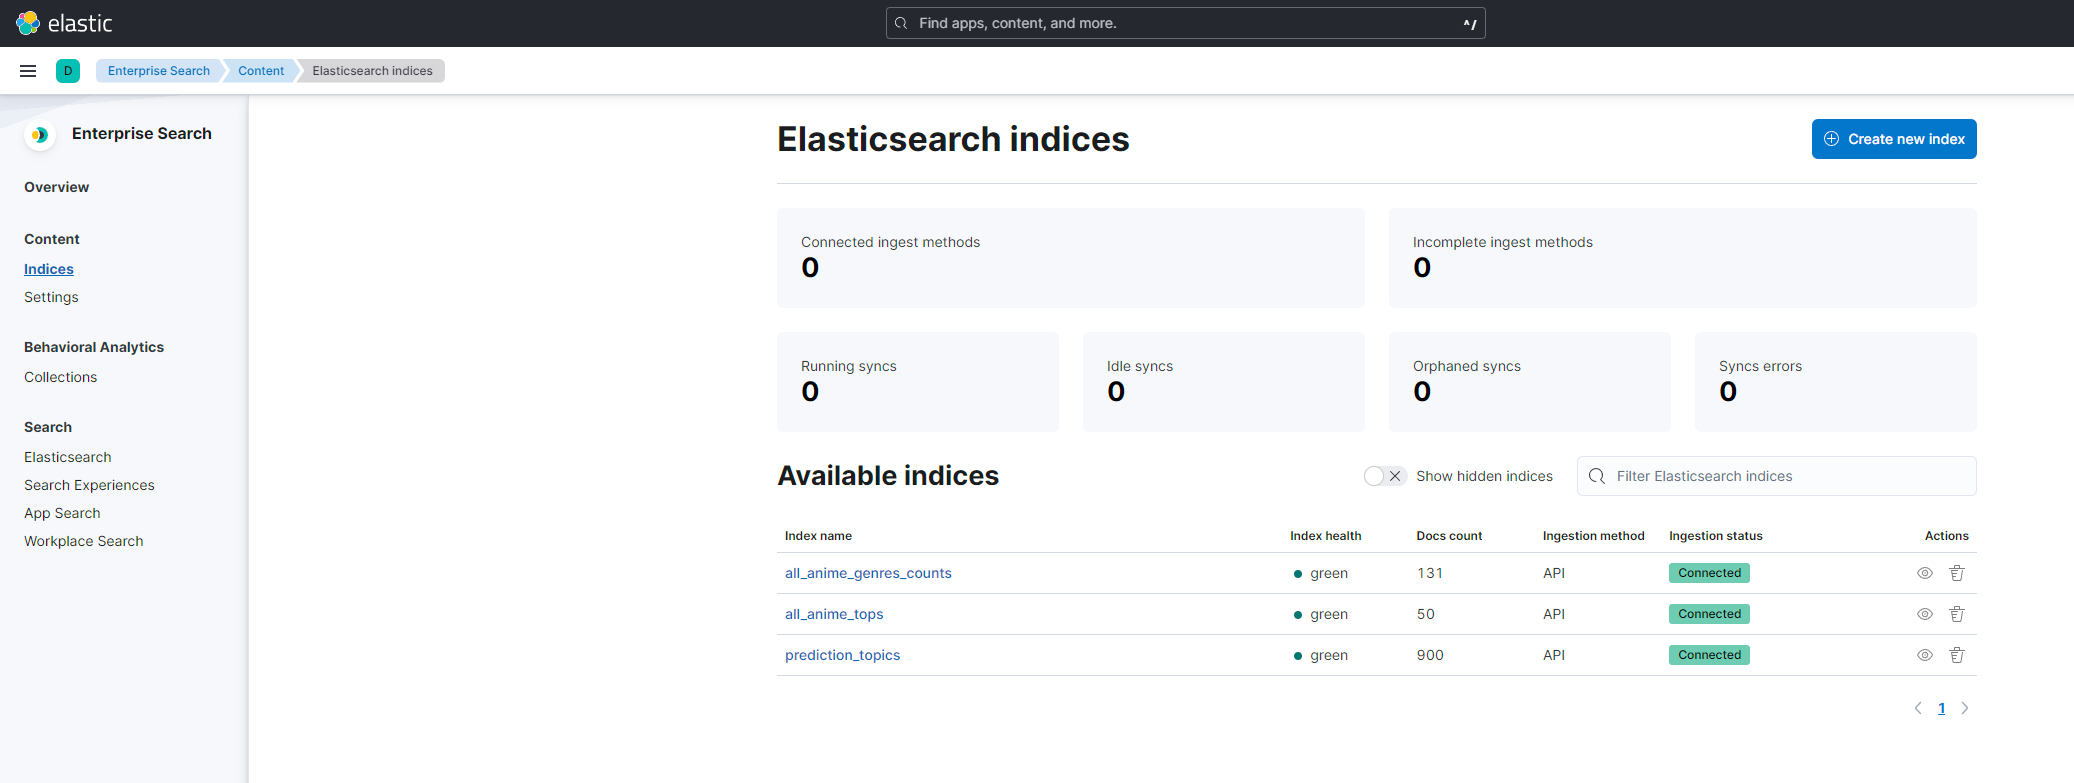 elastic
Find apps, content, and more.
^/
D
Enterprise Search
Content
Elasticsearch indices
Enterprise Search
Overview
Content
Indices
Settings
Behavioral Analytics
Collections
Search
Elasticsearch
Search Experiences
App Search
Workplace Search
Elasticsearch indices
Create new index
Connected ingest methods
0
Incomplete ingest methods
0
Running syncs
0
Idle syncs
0
Orphaned syncs
0
Syncs errors
0
Available indices
Show hidden indices
Filter Elasticsearch indices
Index name Index health Docs count Ingestion method Ingestion status Actions
all_anime_genres_counts green 131 API Connected
all_anime_tops green 50 API Connected
prediction_topics green 900 API Connected
1